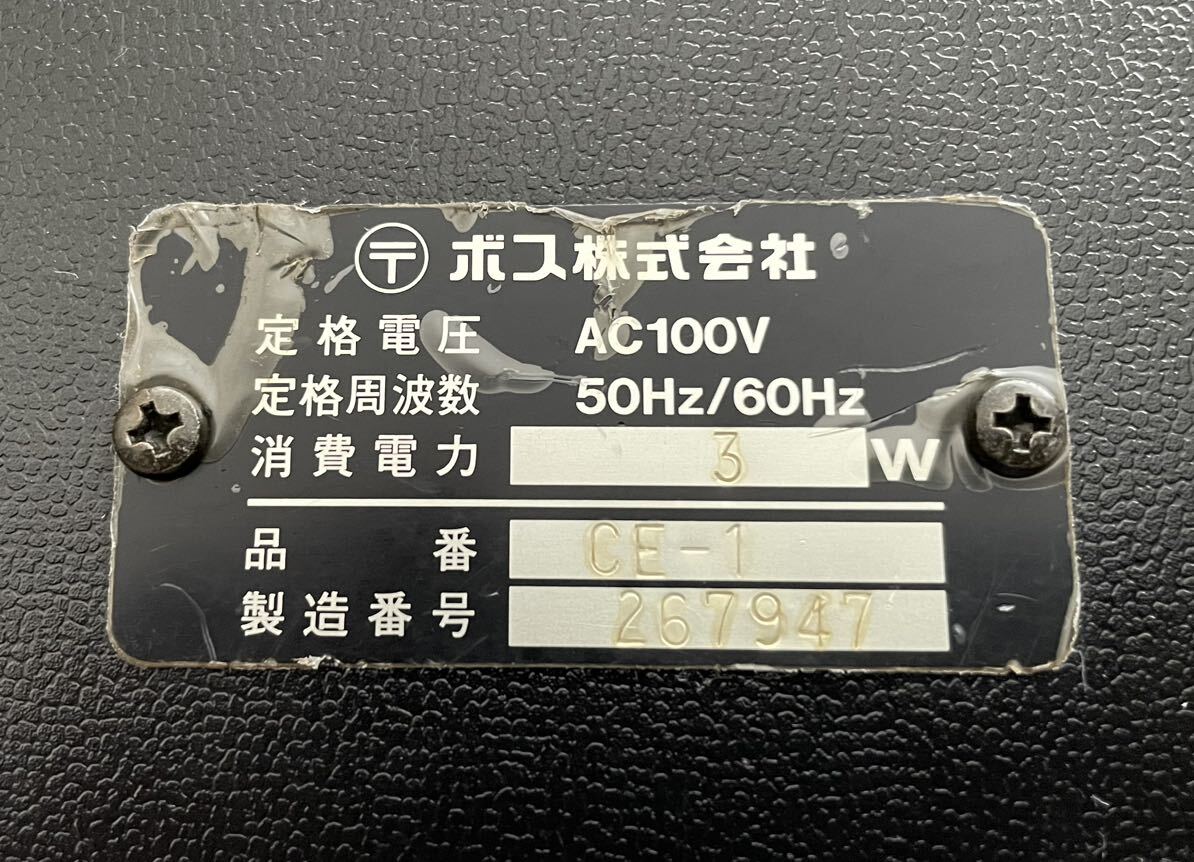 〒 ボス株式会社
定格電圧 AC100V
定格周波数 50Hz/60Hz
消費電力 3 W
品番 CE-1
製造番号 267947